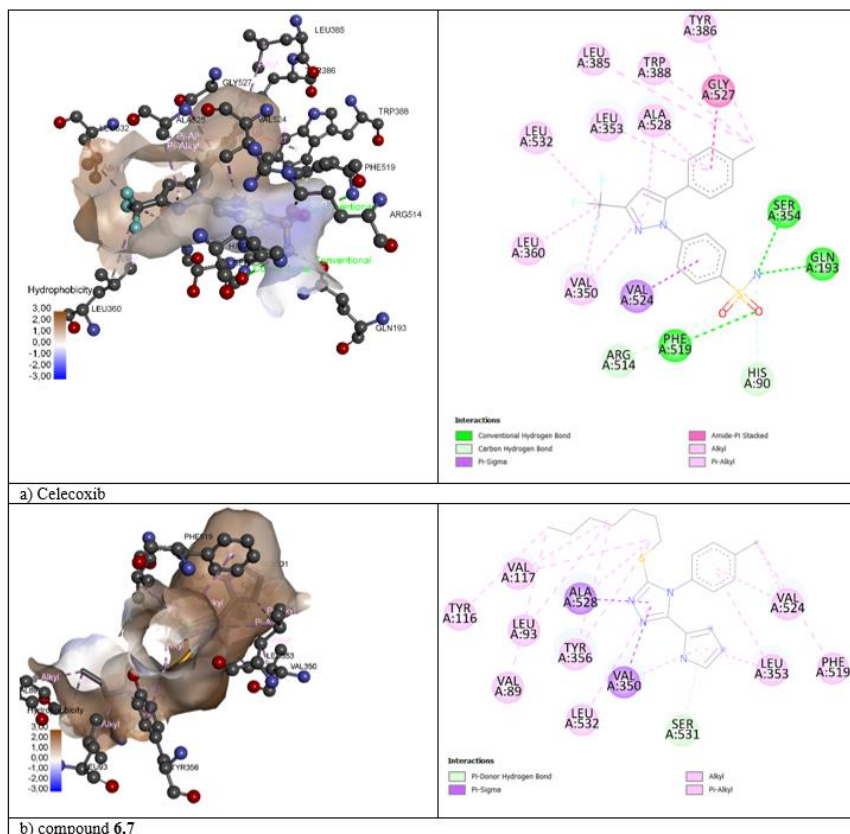 LEU385
GLY527
TRP388
VAL524
Pi-Alkyl
PHE519
ARG514
GLN193
LEU360
Hydrophobicity
3,00
2,00
1,00
0,00
-1,00
-2,00
-3,00
TYR
A:386
LEU
A:385
TRP
A:388
GLY
A:527
LEU
A:353
ALA
A:528
LEU
A:532
SER
A:354
GLN
A:193
LEU
A:360
VAL
A:350
VAL
A:524
N
N
N
S
O
O
ARG
A:514
PHE
A:519
HIS
A:90
Interactions
Conventional Hydrogen Bond
Carbon Hydrogen Bond
Pi-Sigma
Amide-Pi Stacked
Alkyl
Pi-Alkyl
a) Celecoxib
VAL350
Alkyl
Alkyl
TYR356
3,00
2,00
1,00
0,00
-1,00
-2,00
-3,00
VAL
A:117
TYR
A:116
ALA
A:528
VAL
A:524
LEU
A:93
TYR
A:356
VAL
A:350
LEU
A:353
PHE
A:519
VAL
A:89
LEU
A:532
SER
A:531
Interactions
Pi-Donor Hydrogen Bond
Pi-Sigma
Alkyl
Pi-Alkyl
b) compound 6.7